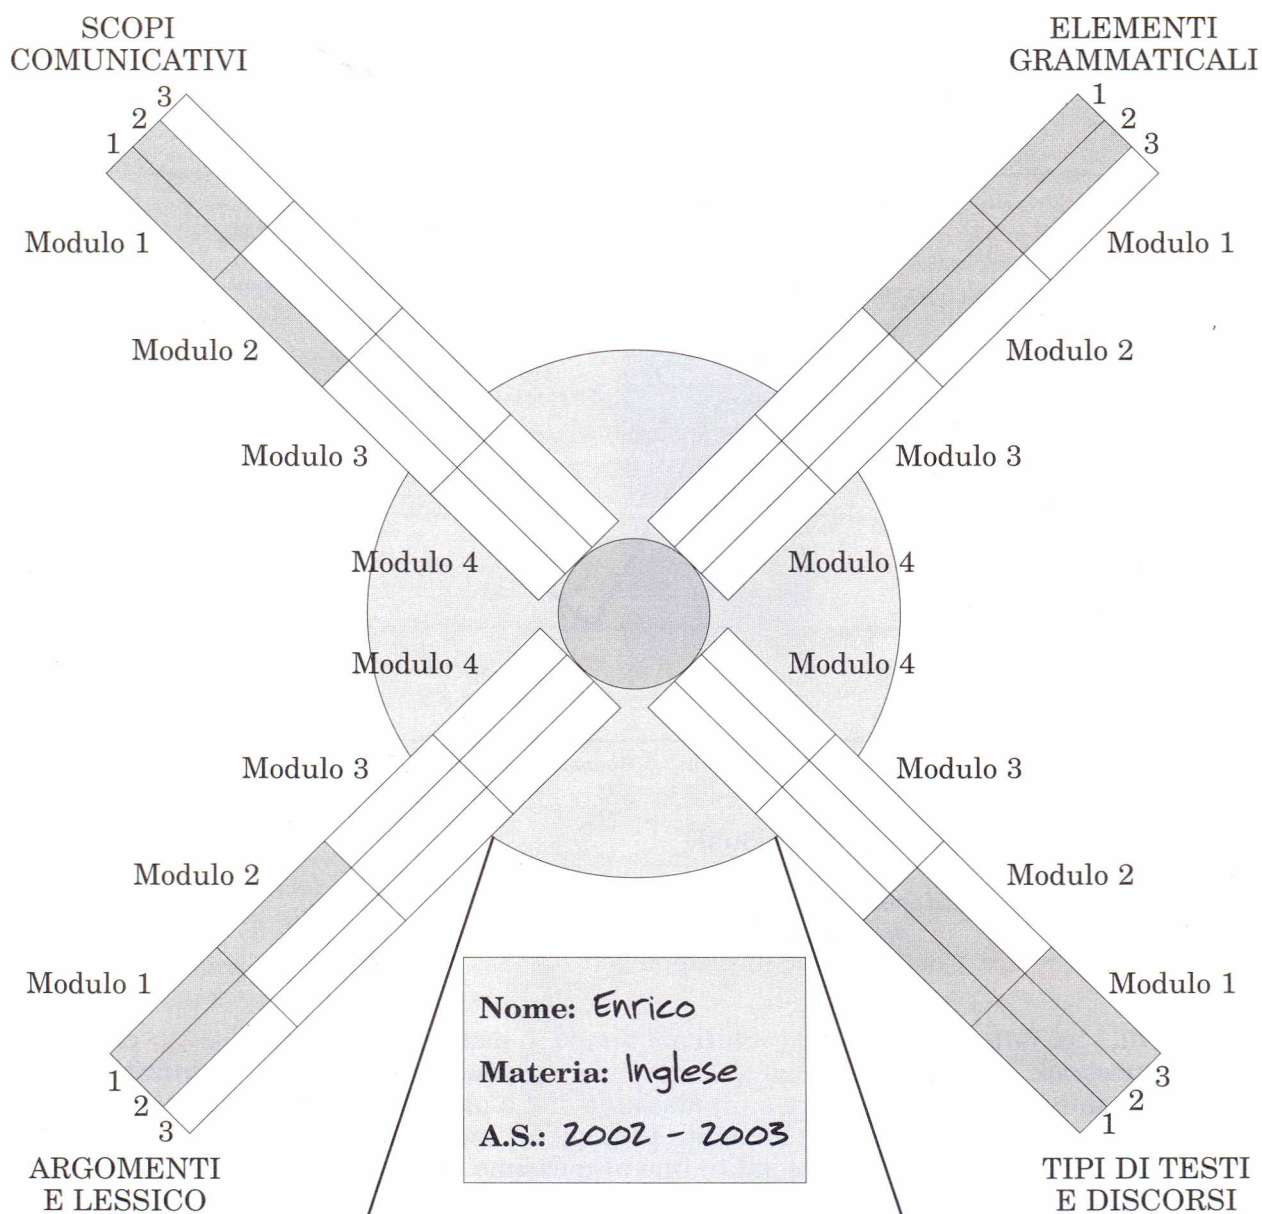 SCOPI
COMUNICATIVI
ELEMENTI
GRAMMATICALI
3
2
1
1
2
3
Modulo 1
Modulo 1
Modulo 2
Modulo 2
Modulo 3
Modulo 3
Modulo 4
Modulo 4
Modulo 4
Modulo 4
Modulo 3
Modulo 3
Modulo 2
Modulo 2
Modulo 1
Modulo 1
1
2
3
3
2
1
Nome: Enrico
Materia: Inglese
A.S.: 2002 - 2003
ARGOMENTI
E LESSICO
TIPI DI TESTI
E DISCORSI